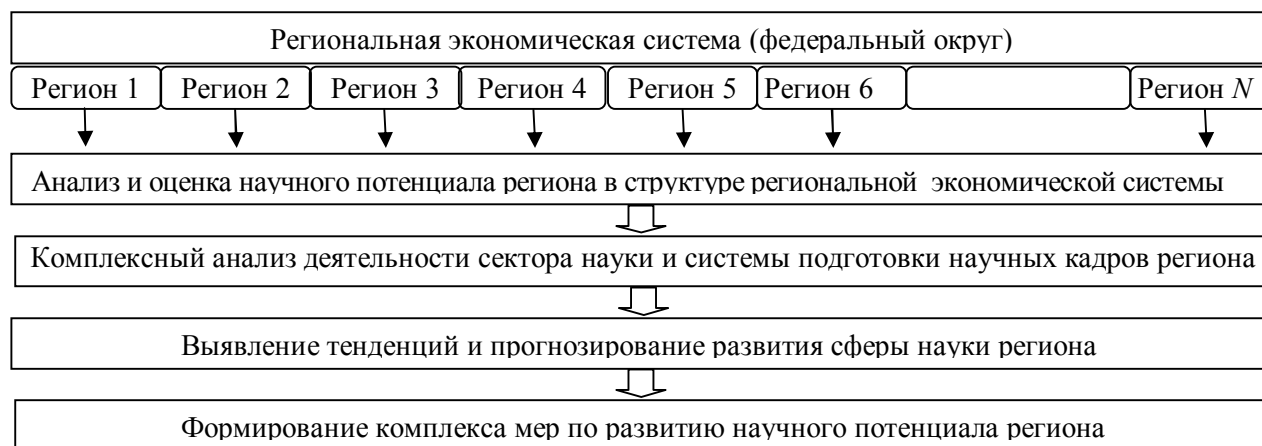 Региональная экономическая система (федеральный округ)
Регион 1 Регион 2 Регион 3 Регион 4 Регион 5 Регион 6 Регион N
Анализ и оценка научного потенциала региона в структуре региональной экономической системы
Комплексный анализ деятельности сектора науки и системы подготовки научных кадров региона
Выявление тенденций и прогнозирование развития сферы науки региона
Формирование комплекса мер по развитию научного потенциала региона